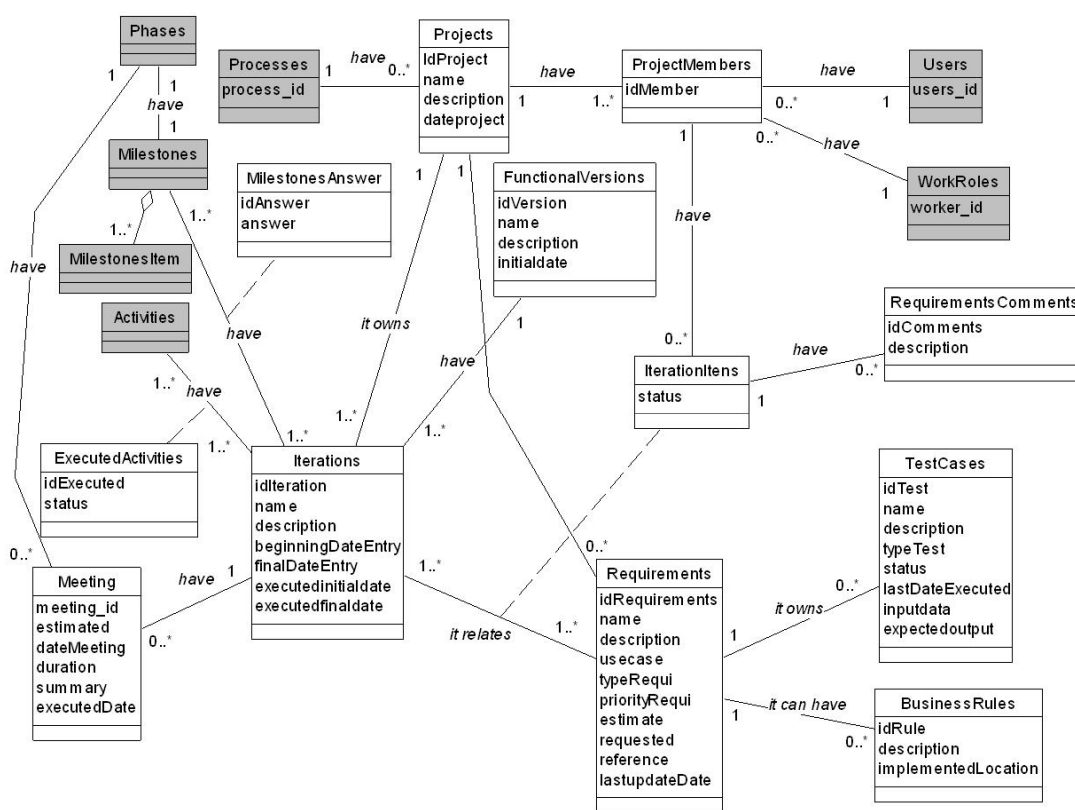 Phases
1
1
have
1
Processes
process_id
1
have
0..*
Projects
IdProject
name
description
dateproject
1
have
1..*
ProjectMembers
idMember
0..*
have
1
Users
users_id
0..*
have
1
WorkRoles
worker_id
Milestones
1..*
1..*
MilestonesItem
MilestonesAnswer
idAnswer
answer
1
1
FunctionalVersions
idVersion
name
description
initialdate
1
have
0..*
have
Activities
1..*
have
have
it owns
1
have
IterationItens
status
1
have
0..*
RequirementsComments
idComments
description
1..*
1..*
1..*
1..*
ExecutedActivities
idExecuted
status
Iterations
idIteration
name
description
beginningDateEntry
finalDateEntry
executedinitialdate
executedfinaldate
TestCases
idTest
name
description
typeTest
status
lastDateExecuted
inputdata
expectedoutput
0..*
Meeting
meeting_id
estimated
dateMeeting
duration
summary
executedDate
have
1
0..*
1..*
it relates
1..*
0..*
Requirements
idRequirements
name
description
usecase
typeRequi
priorityRequi
estimate
requested
reference
lastupdateDate
1
it owns
0..*
1
it can have
0..*
BusinessRules
idRule
description
implementedLocation